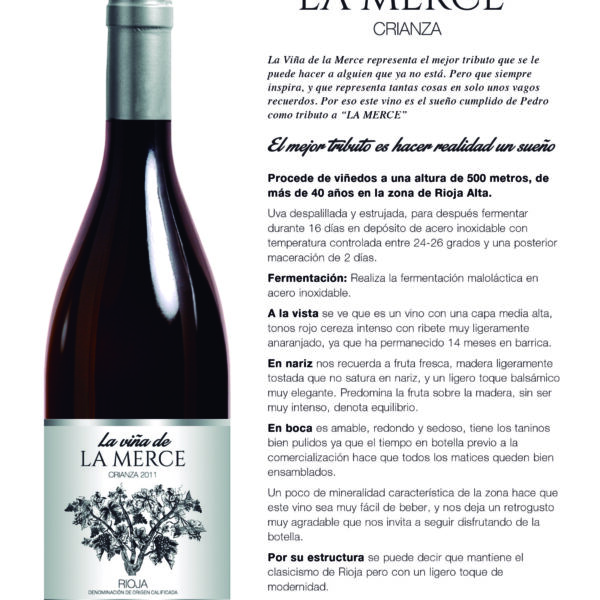 LA MERCE
CRIANZA
La Viña de la Merce representa el mejor tributo que se le
puede hacer a alguien que ya no está. Pero que siempre
inspira, y que representa tantas cosas en solo unos vagos
recuerdos. Por eso este vino es el sueño cumplido de Pedro
como tributo a “LA MERCE”
El mejor tributo es hacer realidad un sueño
Procede de viñedos a una altura de 500 metros, de
más de 40 años en la zona de Rioja Alta.
Uva despalillada y estrujada, para después fermentar
durante 16 días en depósito de acero inoxidable con
temperatura controlada entre 24-26 grados y una posterior
maceración de 2 días.
Fermentación: Realiza la fermentación maloláctica en
acero inoxidable.
A la vista se ve que es un vino con una capa media alta,
tonos rojo cereza intenso con ribete muy ligeramente
anaranjado, ya que ha permanecido 14 meses en barrica.
En nariz nos recuerda a fruta fresca, madera ligeramente
tostada que no satura en nariz, y un ligero toque balsámico
muy elegante. Predomina la fruta sobre la madera, sin ser
muy intenso, denota equilibrio.
En boca es amable, redondo y sedoso, tiene los taninos
bien pulidos ya que el tiempo en botella previo a la
comercialización hace que todos los matices queden bien
ensamblados.
Un poco de mineralidad característica de la zona hace que
este vino sea muy fácil de beber, y nos deja un retrogusto
muy agradable que nos invita a seguir disfrutando de la
botella.
Por su estructura se puede decir que mantiene el
clasicismo de Rioja pero con un ligero toque de
modernidad.
La viña de
LA MERCE
CRIANZA 2011
RIOJA
DENOMINACIÓN DE ORIGEN CALIFICADA